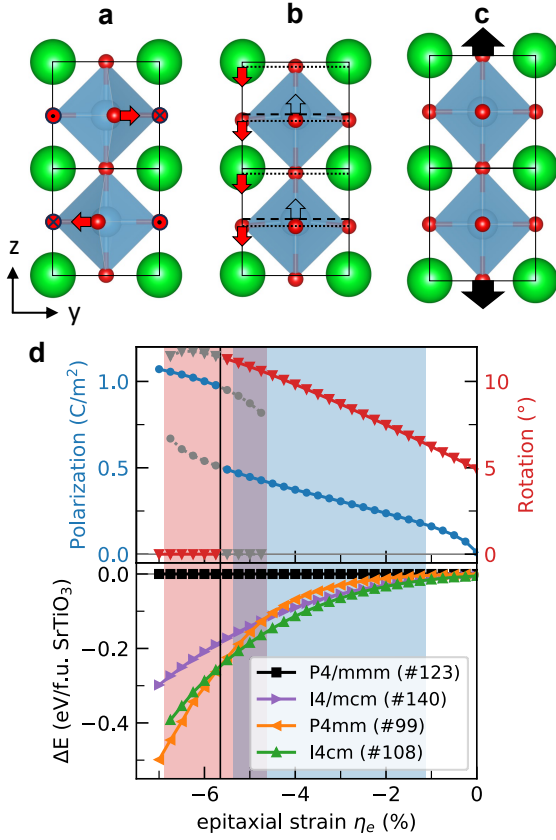 a b c
z
y
d
Polarization (C/m²)
1.0
0.5
0.0
Rotation (°)
10
5
0
ΔE (eV/f.u. SrTiO₃)
0.0
−0.2
−0.4
P4/mmm (#123)
I4/mcm (#140)
P4mm (#99)
I4cm (#108)
−6 −4 −2 0
epitaxial strain ηₑ (%)